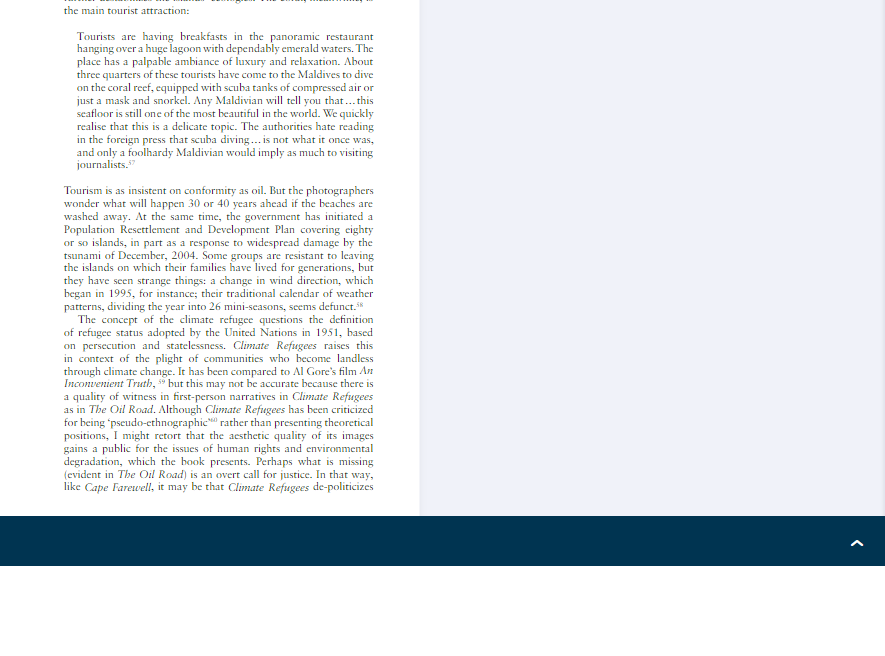 the main tourist attraction:
Tourists are having breakfasts in the panoramic restaurant
hanging over a huge lagoon with dependably emerald waters. The
place has a palpable ambiance of luxury and relaxation. About
three quarters of these tourists have come to the Maldives to dive
on the coral reef, equipped with scuba tanks of compressed air or
just a mask and snorkel. Any Maldivian will tell you that…this
seafloor is still one of the most beautiful in the world. We quickly
realise that this is a delicate topic. The authorities hate reading
in the foreign press that scuba diving…is not what it once was,
and only a foolhardy Maldivian would imply as much to visiting
journalists.57
Tourism is as insistent on conformity as oil. But the photographers
wonder what will happen 30 or 40 years ahead if the beaches are
washed away. At the same time, the government has initiated a
Population Resettlement and Development Plan covering eighty
or so islands, in part as a response to widespread damage by the
tsunami of December, 2004. Some groups are resistant to leaving
the islands on which their families have lived for generations, but
they have seen strange things: a change in wind direction, which
began in 1995, for instance; their traditional calendar of weather
patterns, dividing the year into 26 mini-seasons, seems defunct.58
The concept of the climate refugee questions the definition
of refugee status adopted by the United Nations in 1951, based
on persecution and statelessness. Climate Refugees raises this
in context of the plight of communities who become landless
through climate change. It has been compared to Al Gore's film An
Inconvenient Truth, 59 but this may not be accurate because there is
a quality of witness in first-person narratives in Climate Refugees
as in The Oil Road. Although Climate Refugees has been criticized
for being 'pseudo-ethnographic'60 rather than presenting theoretical
positions, I might retort that the aesthetic quality of its images
gains a public for the issues of human rights and environmental
degradation, which the book presents. Perhaps what is missing
(evident in The Oil Road) is an overt call for justice. In that way,
like Cape Farewell, it may be that Climate Refugees de-politicizes